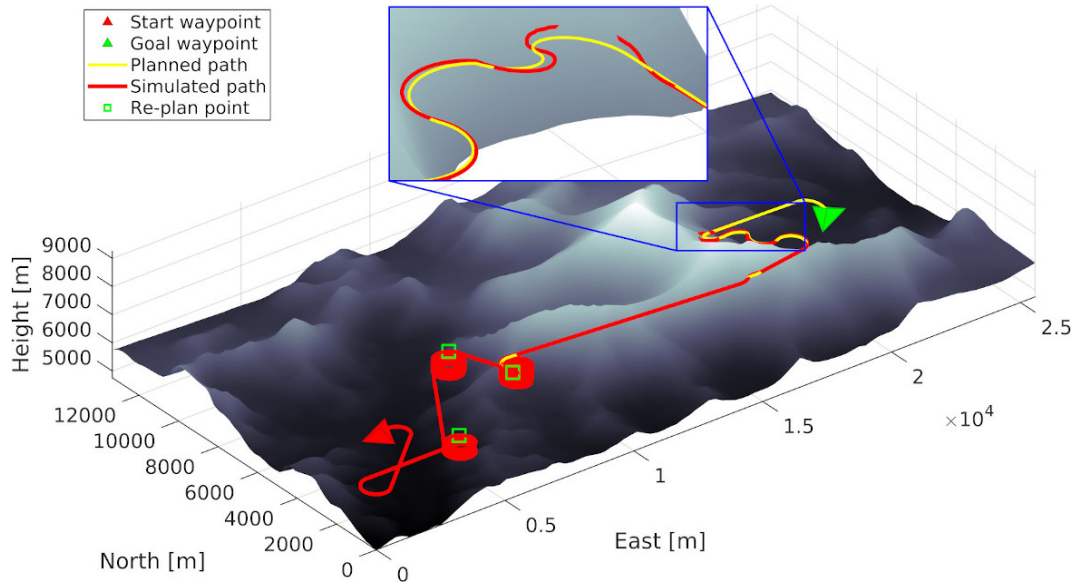 Start waypoint
Goal waypoint
Planned path
Simulated path
Re-plan point
9000
8000
7000
6000
5000
Height [m]
12000
10000
8000
6000
4000
2000
0
North [m]
0
0.5
1
1.5
2
2.5
×10⁴
East [m]